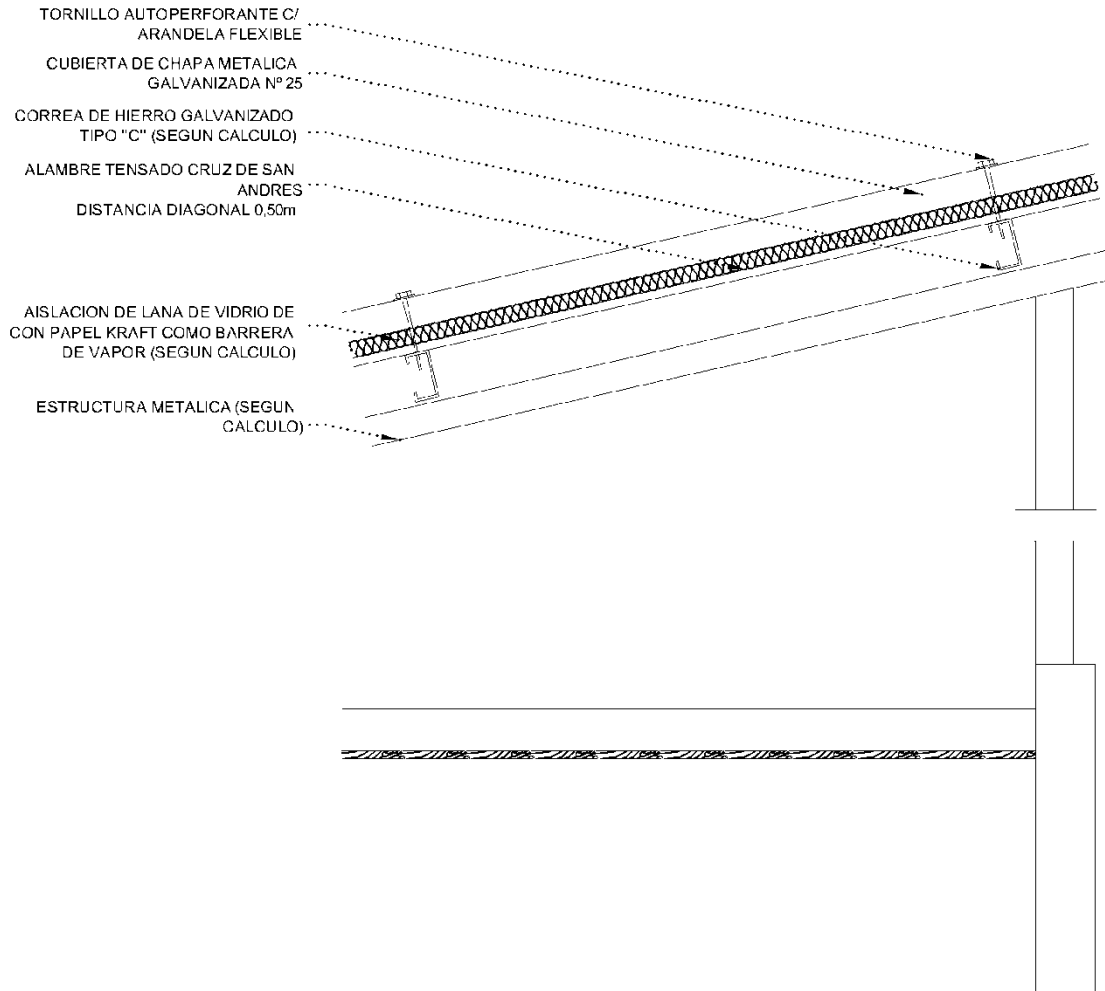 TORNILLO AUTOPERFORANTE C/
ARANDELA FLEXIBLE
CUBIERTA DE CHAPA METALICA
GALVANIZADA Nº 25
CORREA DE HIERRO GALVANIZADO
TIPO "C" (SEGUN CALCULO)
ALAMBRE TENSADO CRUZ DE SAN
ANDRES
DISTANCIA DIAGONAL 0,50m
AISLACION DE LANA DE VIDRIO DE
CON PAPEL KRAFT COMO BARRERA
DE VAPOR (SEGUN CALCULO)
ESTRUCTURA METALICA (SEGUN
CALCULO)